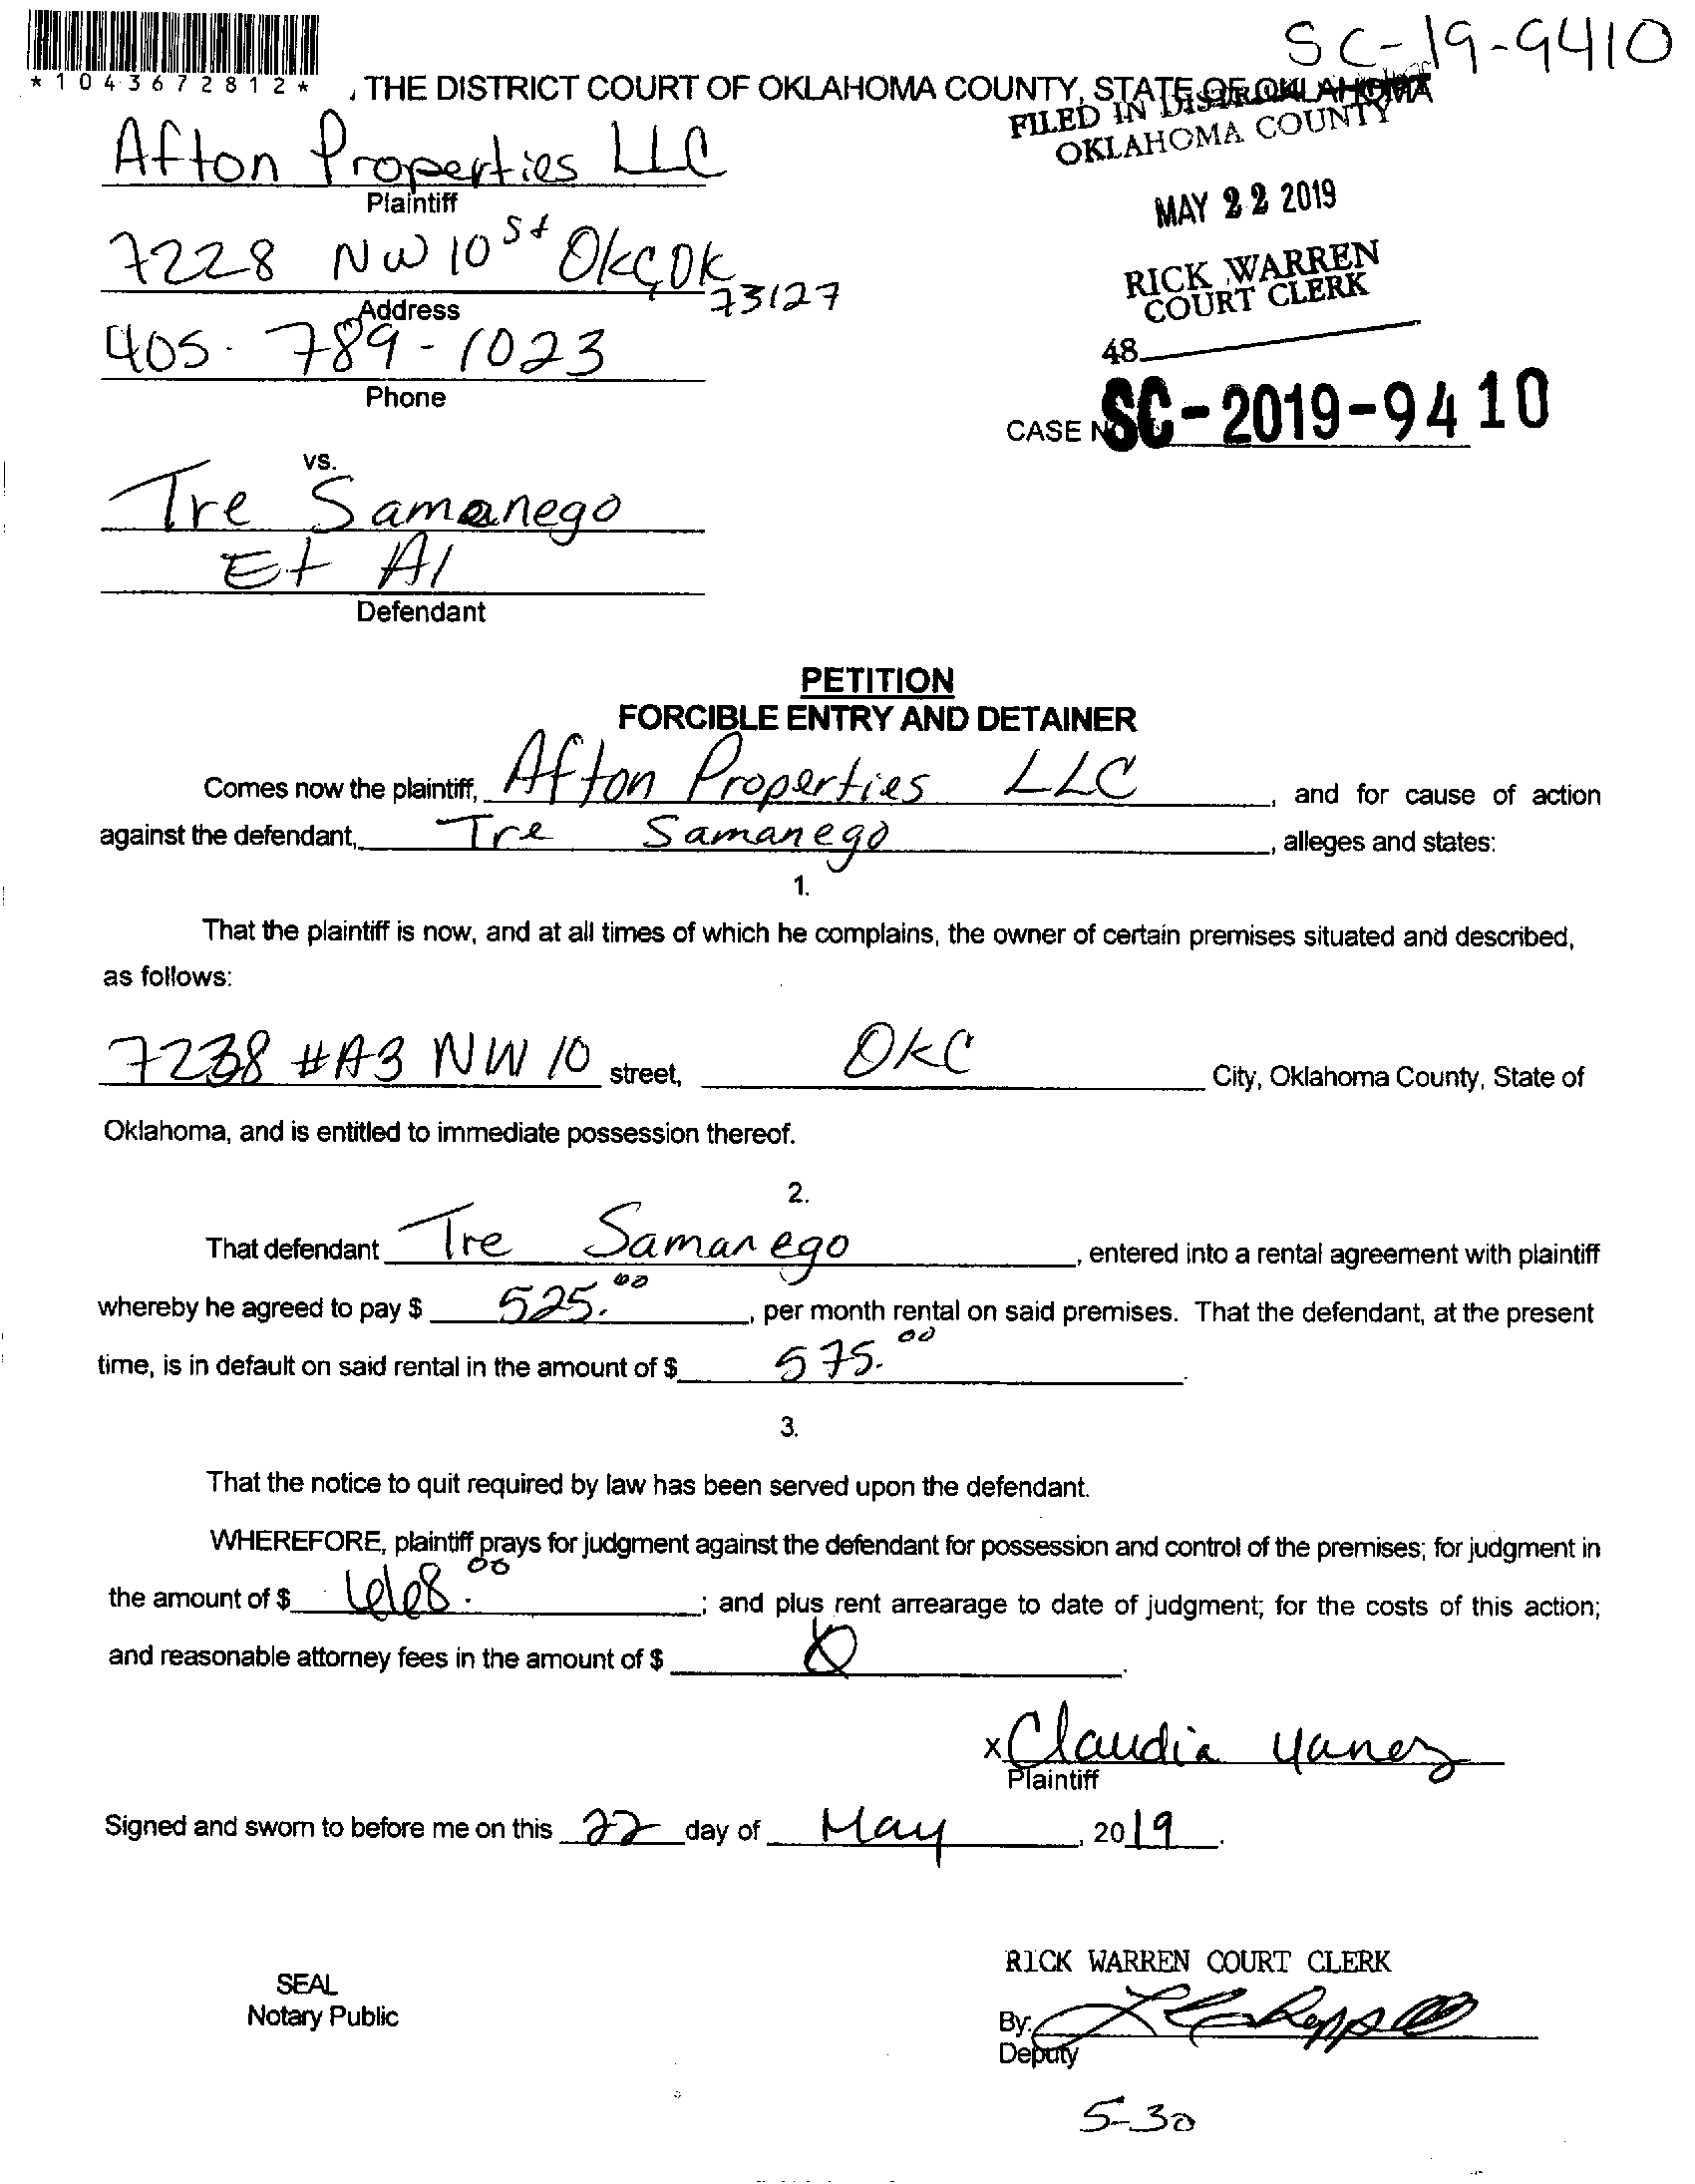 SC-19-9410
*1043672812*
, THE DISTRICT COURT OF OKLAHOMA COUNTY, STATE OF OKLAHOMA
FILED IN DISTRICT
OKLAHOMA COUNTY
Afton Properties LLC
Plaintiff
MAY 22 2019
7228 NW 10 St OKC, OK
73127
Address
RICK WARREN
COURT CLERK
405-789-1023
Phone
48
CASE NO SC-2019-9410
vs.
Tre Samanego
Et Al
Defendant
PETITION
FORCIBLE ENTRY AND DETAINER
Comes now the plaintiff, Afton Properties LLC, and for cause of action
against the defendant, Tre Samanego, alleges and states:
1.
That the plaintiff is now, and at all times of which he complains, the owner of certain premises situated and described,
as follows:
7238 #A3 NW 10 street, OKC City, Oklahoma County, State of
Oklahoma, and is entitled to immediate possession thereof.
2.
That defendant Tre Samanego, entered into a rental agreement with plaintiff
whereby he agreed to pay $ 525.00, per month rental on said premises. That the defendant, at the present
time, is in default on said rental in the amount of $ 575.00.
3.
That the notice to quit required by law has been served upon the defendant.
WHEREFORE, plaintiff prays for judgment against the defendant for possession and control of the premises; for judgment in
the amount of $ 668.00; and plus rent arrearage to date of judgment; for the costs of this action;
and reasonable attorney fees in the amount of $
x Claudia Yanez
Plaintiff
Signed and sworn to before me on this 22 day of May, 2019.
RICK WARREN COURT CLERK
SEAL
Notary Public
By:
Deputy
5-30